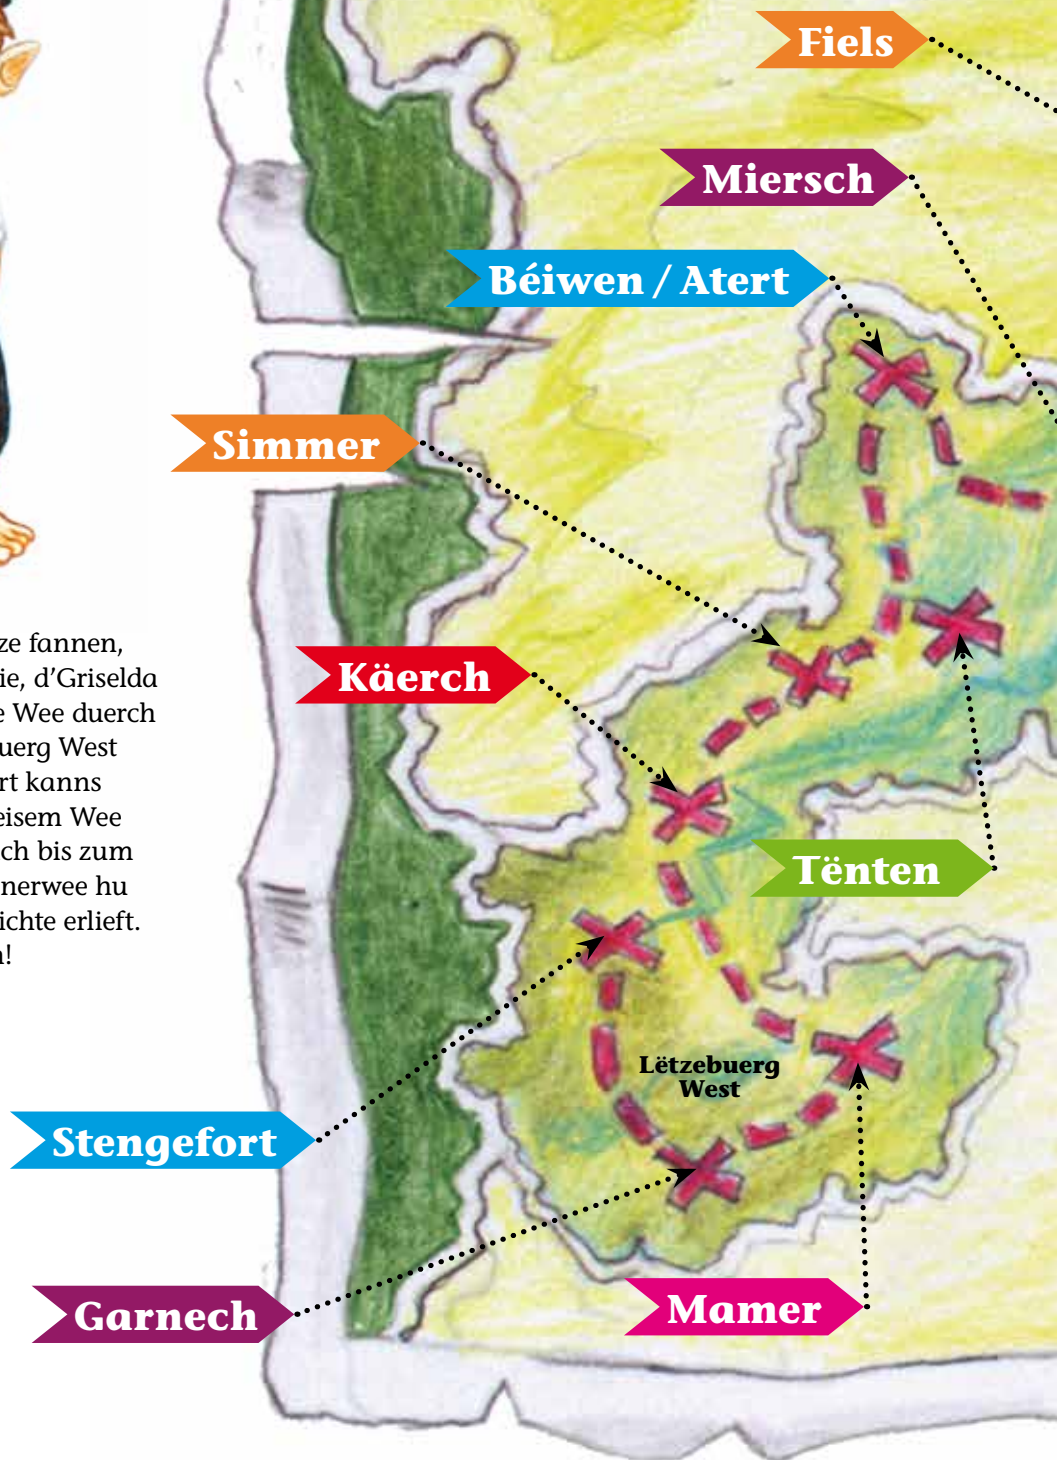 Fiels
Miersch
Béiwen / Atert
Simmer
ze fannen,
ie, d'Griselda
e Wee duerch
uerg West
rt kanns
eisem Wee
ch bis zum
nerwee hu
ichte erlieft.
!
Käerch
Tënten
Lëtzebuerg
West
Stengefort
Garnech
Mamer